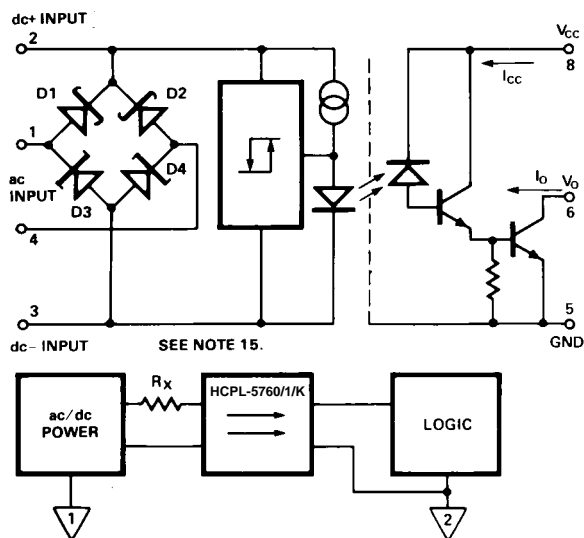 dc+ INPUT
2
D1
D2
1
ac
INPUT
D3
D4
4
3
dc– INPUT
SEE NOTE 15.
VCC
8
ICC
IO
VO
6
5
GND
ac/dc
POWER
RX
HCPL-5760/1/K
LOGIC
1
2